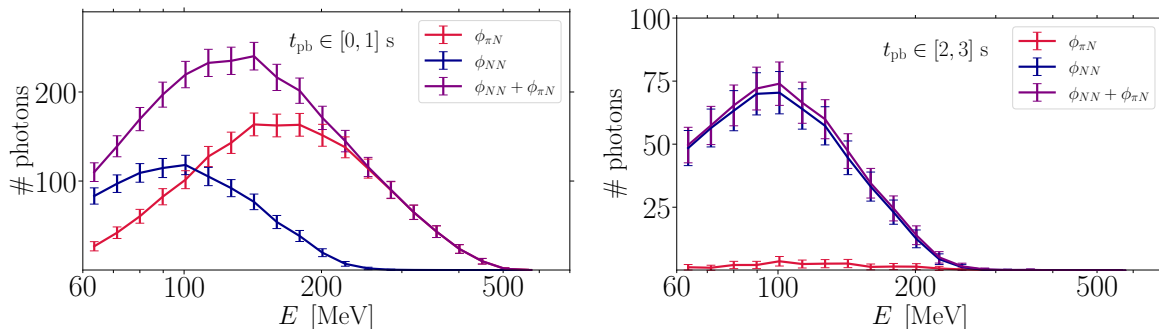 # photons
200
100
t_pb ∈ [0, 1] s
ϕ_πN
ϕ_NN
ϕ_NN + ϕ_πN
60 100 200 500
E [MeV]
# photons
100
75
50
25
t_pb ∈ [2, 3] s
ϕ_πN
ϕ_NN
ϕ_NN + ϕ_πN
60 100 200 500
E [MeV]